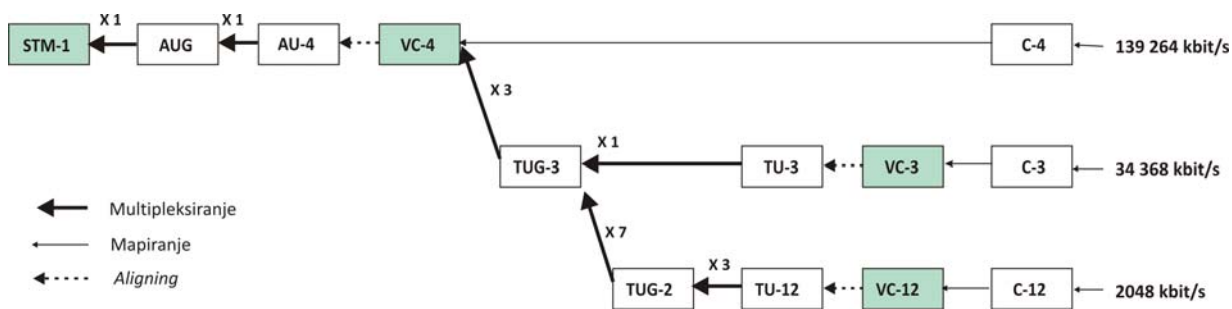 X 1
X 1
STM-1
AUG
AU-4
VC-4
C-4
139 264 kbit/s
X 3
X 1
TUG-3
TU-3
VC-3
C-3
34 368 kbit/s
Multipleksiranje
X 7
Mapiranje
X 3
Aligning
TUG-2
TU-12
VC-12
C-12
2048 kbit/s